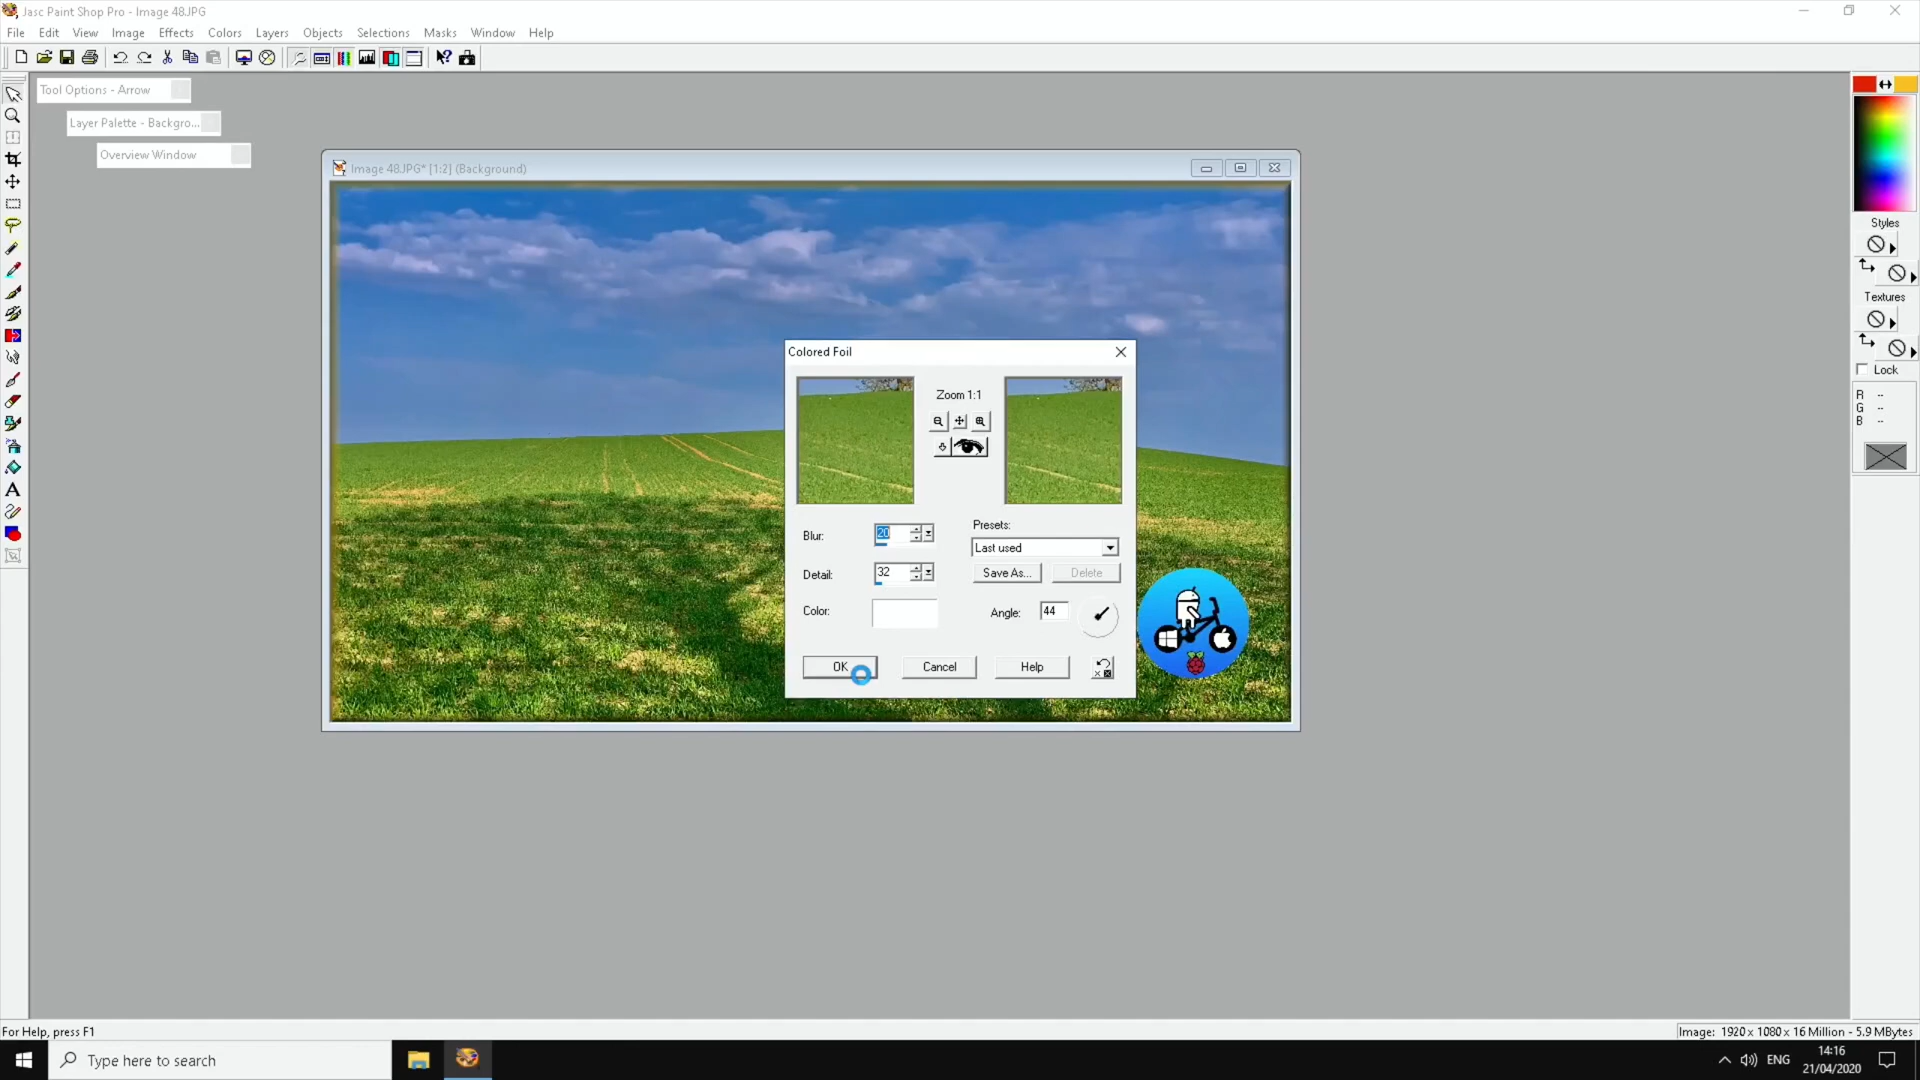 Jasc Paint Shop Pro - Image 48.JPG
File Edit View Image Effects Colors Layers Objects Selections Masks Window Help
Tool Options - Arrow
Layer Palette - Backgro...
Overview Window
Image 48.JPG* [1:2] (Background)
Colored Foil
Zoom 1:1
Blur: 20
Presets:
Last used
Detail: 32
Save As... Delete
Color:
Angle: 44
OK Cancel Help
Styles
Textures
Lock
R --
G --
B --
For Help, press F1
Image: 1920 x 1080 x 16 Million - 5.9 MBytes
Type here to search
ENG
14:16
21/04/2020